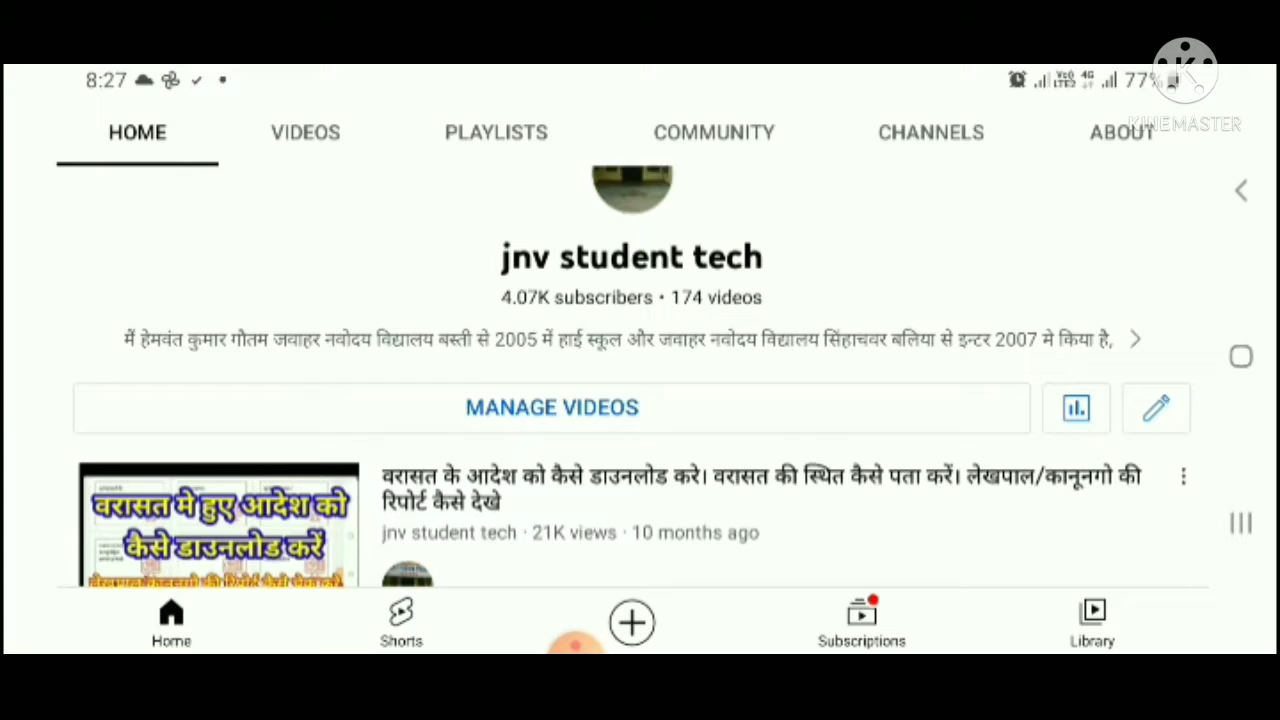 8:27
VoD LTE2 4G 77%
KINEMASTER
HOME VIDEOS PLAYLISTS COMMUNITY CHANNELS ABOUT
jnv student tech
4.07K subscribers • 174 videos
मैं हेमवंत कुमार गौतम जवाहर नवोदय विद्यालय बस्ती से 2005 में हाई स्कूल और जवाहर नवोदय विद्यालय सिंहाचवर बलिया से इन्टर 2007 मे किया है,
MANAGE VIDEOS
वरासत मे हुए आदेश को
कैसे डाउनलोड करें
वरासत के आदेश को कैसे डाउनलोड करे। वरासत की स्थित कैसे पता करें। लेखपाल/कानूनगो की
रिपोर्ट कैसे देखे
jnv student tech · 21K views · 10 months ago
Home Shorts Subscriptions Library